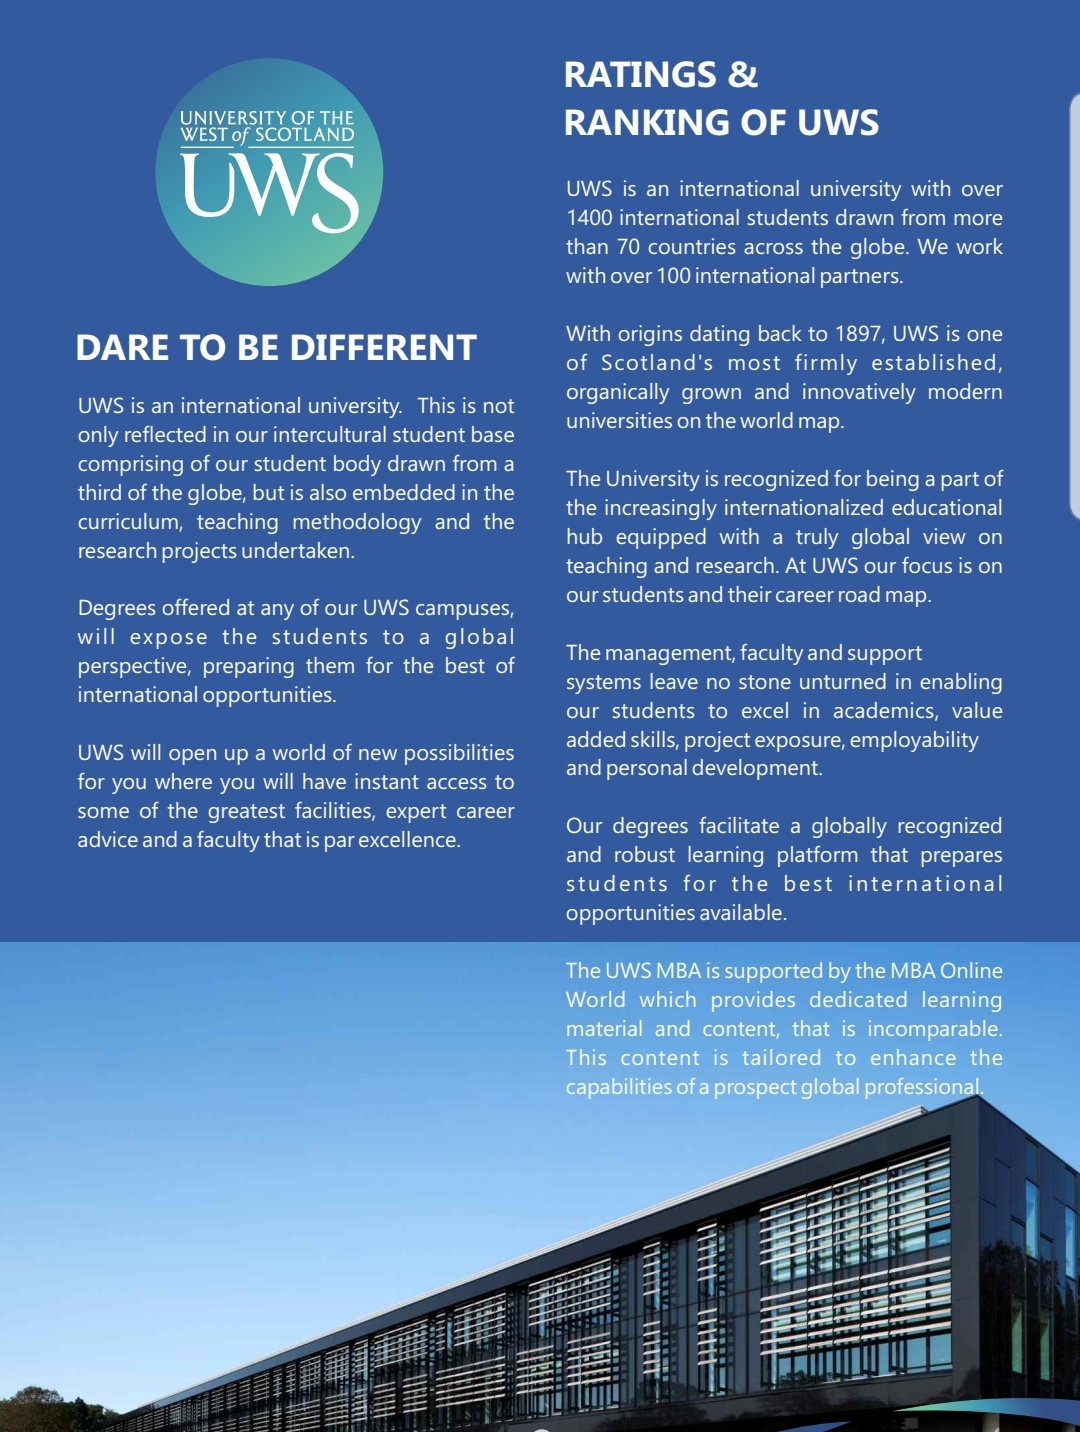 UNIVERSITY OF THE
WEST of SCOTLAND
UWS
DARE TO BE DIFFERENT
UWS is an international university. This is not
only reflected in our intercultural student base
comprising of our student body drawn from a
third of the globe, but is also embedded in the
curriculum, teaching methodology and the
research projects undertaken.
Degrees offered at any of our UWS campuses,
will expose the students to a global
perspective, preparing them for the best of
international opportunities.
UWS will open up a world of new possibilities
for you where you will have instant access to
some of the greatest facilities, expert career
advice and a faculty that is par excellence.
RATINGS &
RANKING OF UWS
UWS is an international university with over
1400 international students drawn from more
than 70 countries across the globe. We work
with over 100 international partners.
With origins dating back to 1897, UWS is one
of Scotland's most firmly established,
organically grown and innovatively modern
universities on the world map.
The University is recognized for being a part of
the increasingly internationalized educational
hub equipped with a truly global view on
teaching and research. At UWS our focus is on
our students and their career road map.
The management, faculty and support
systems leave no stone unturned in enabling
our students to excel in academics, value
added skills, project exposure, employability
and personal development.
Our degrees facilitate a globally recognized
and robust learning platform that prepares
students for the best international
opportunities available.
The UWS MBA is supported by the MBA Online
World which provides dedicated learning
material and content, that is incomparable.
This content is tailored to enhance the
capabilities of a prospect global professional.